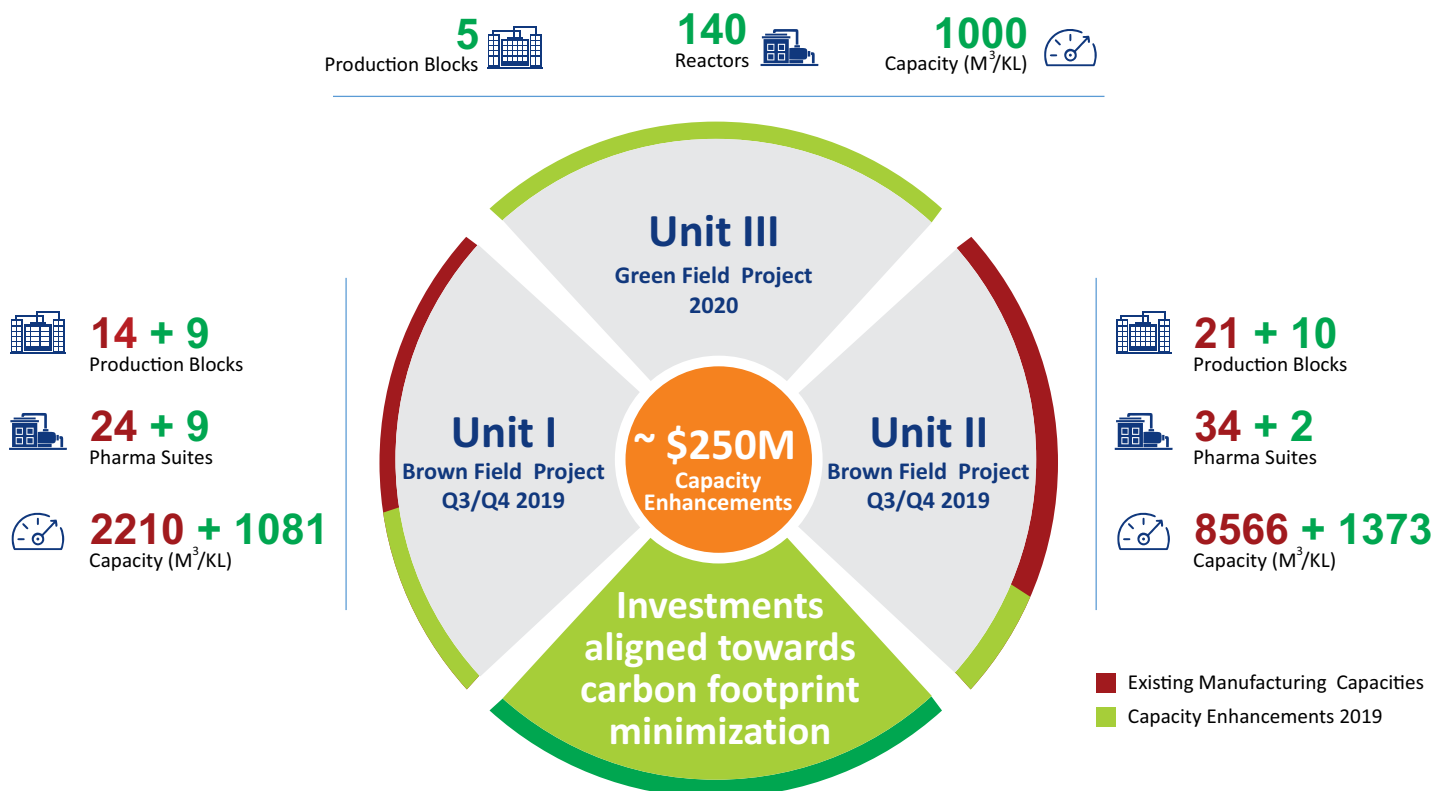 5
Production Blocks
140
Reactors
1000
Capacity (M³/KL)
Unit III
Green Field Project
2020
14 + 9
Production Blocks
24 + 9
Pharma Suites
2210 + 1081
Capacity (M³/KL)
Unit I
Brown Field Project
Q3/Q4 2019
~ $250M
Capacity
Enhancements
Unit II
Brown Field Project
Q3/Q4 2019
21 + 10
Production Blocks
34 + 2
Pharma Suites
8566 + 1373
Capacity (M³/KL)
Investments
aligned towards
carbon footprint
minimization
Existing Manufacturing Capacities
Capacity Enhancements 2019